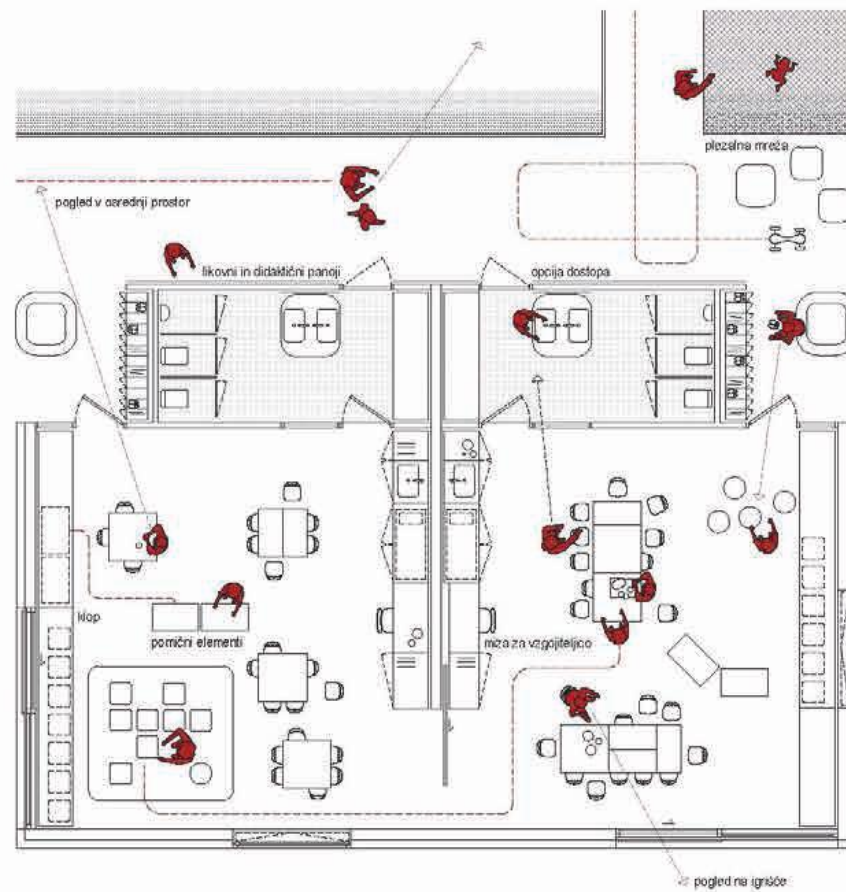 plezalna mreža
pogled v osrednji prostor
likovni in didaktični panoji
opcija dostopa
klop
pomični elementi
miza za vzgojiteljico
pogled na igrišče